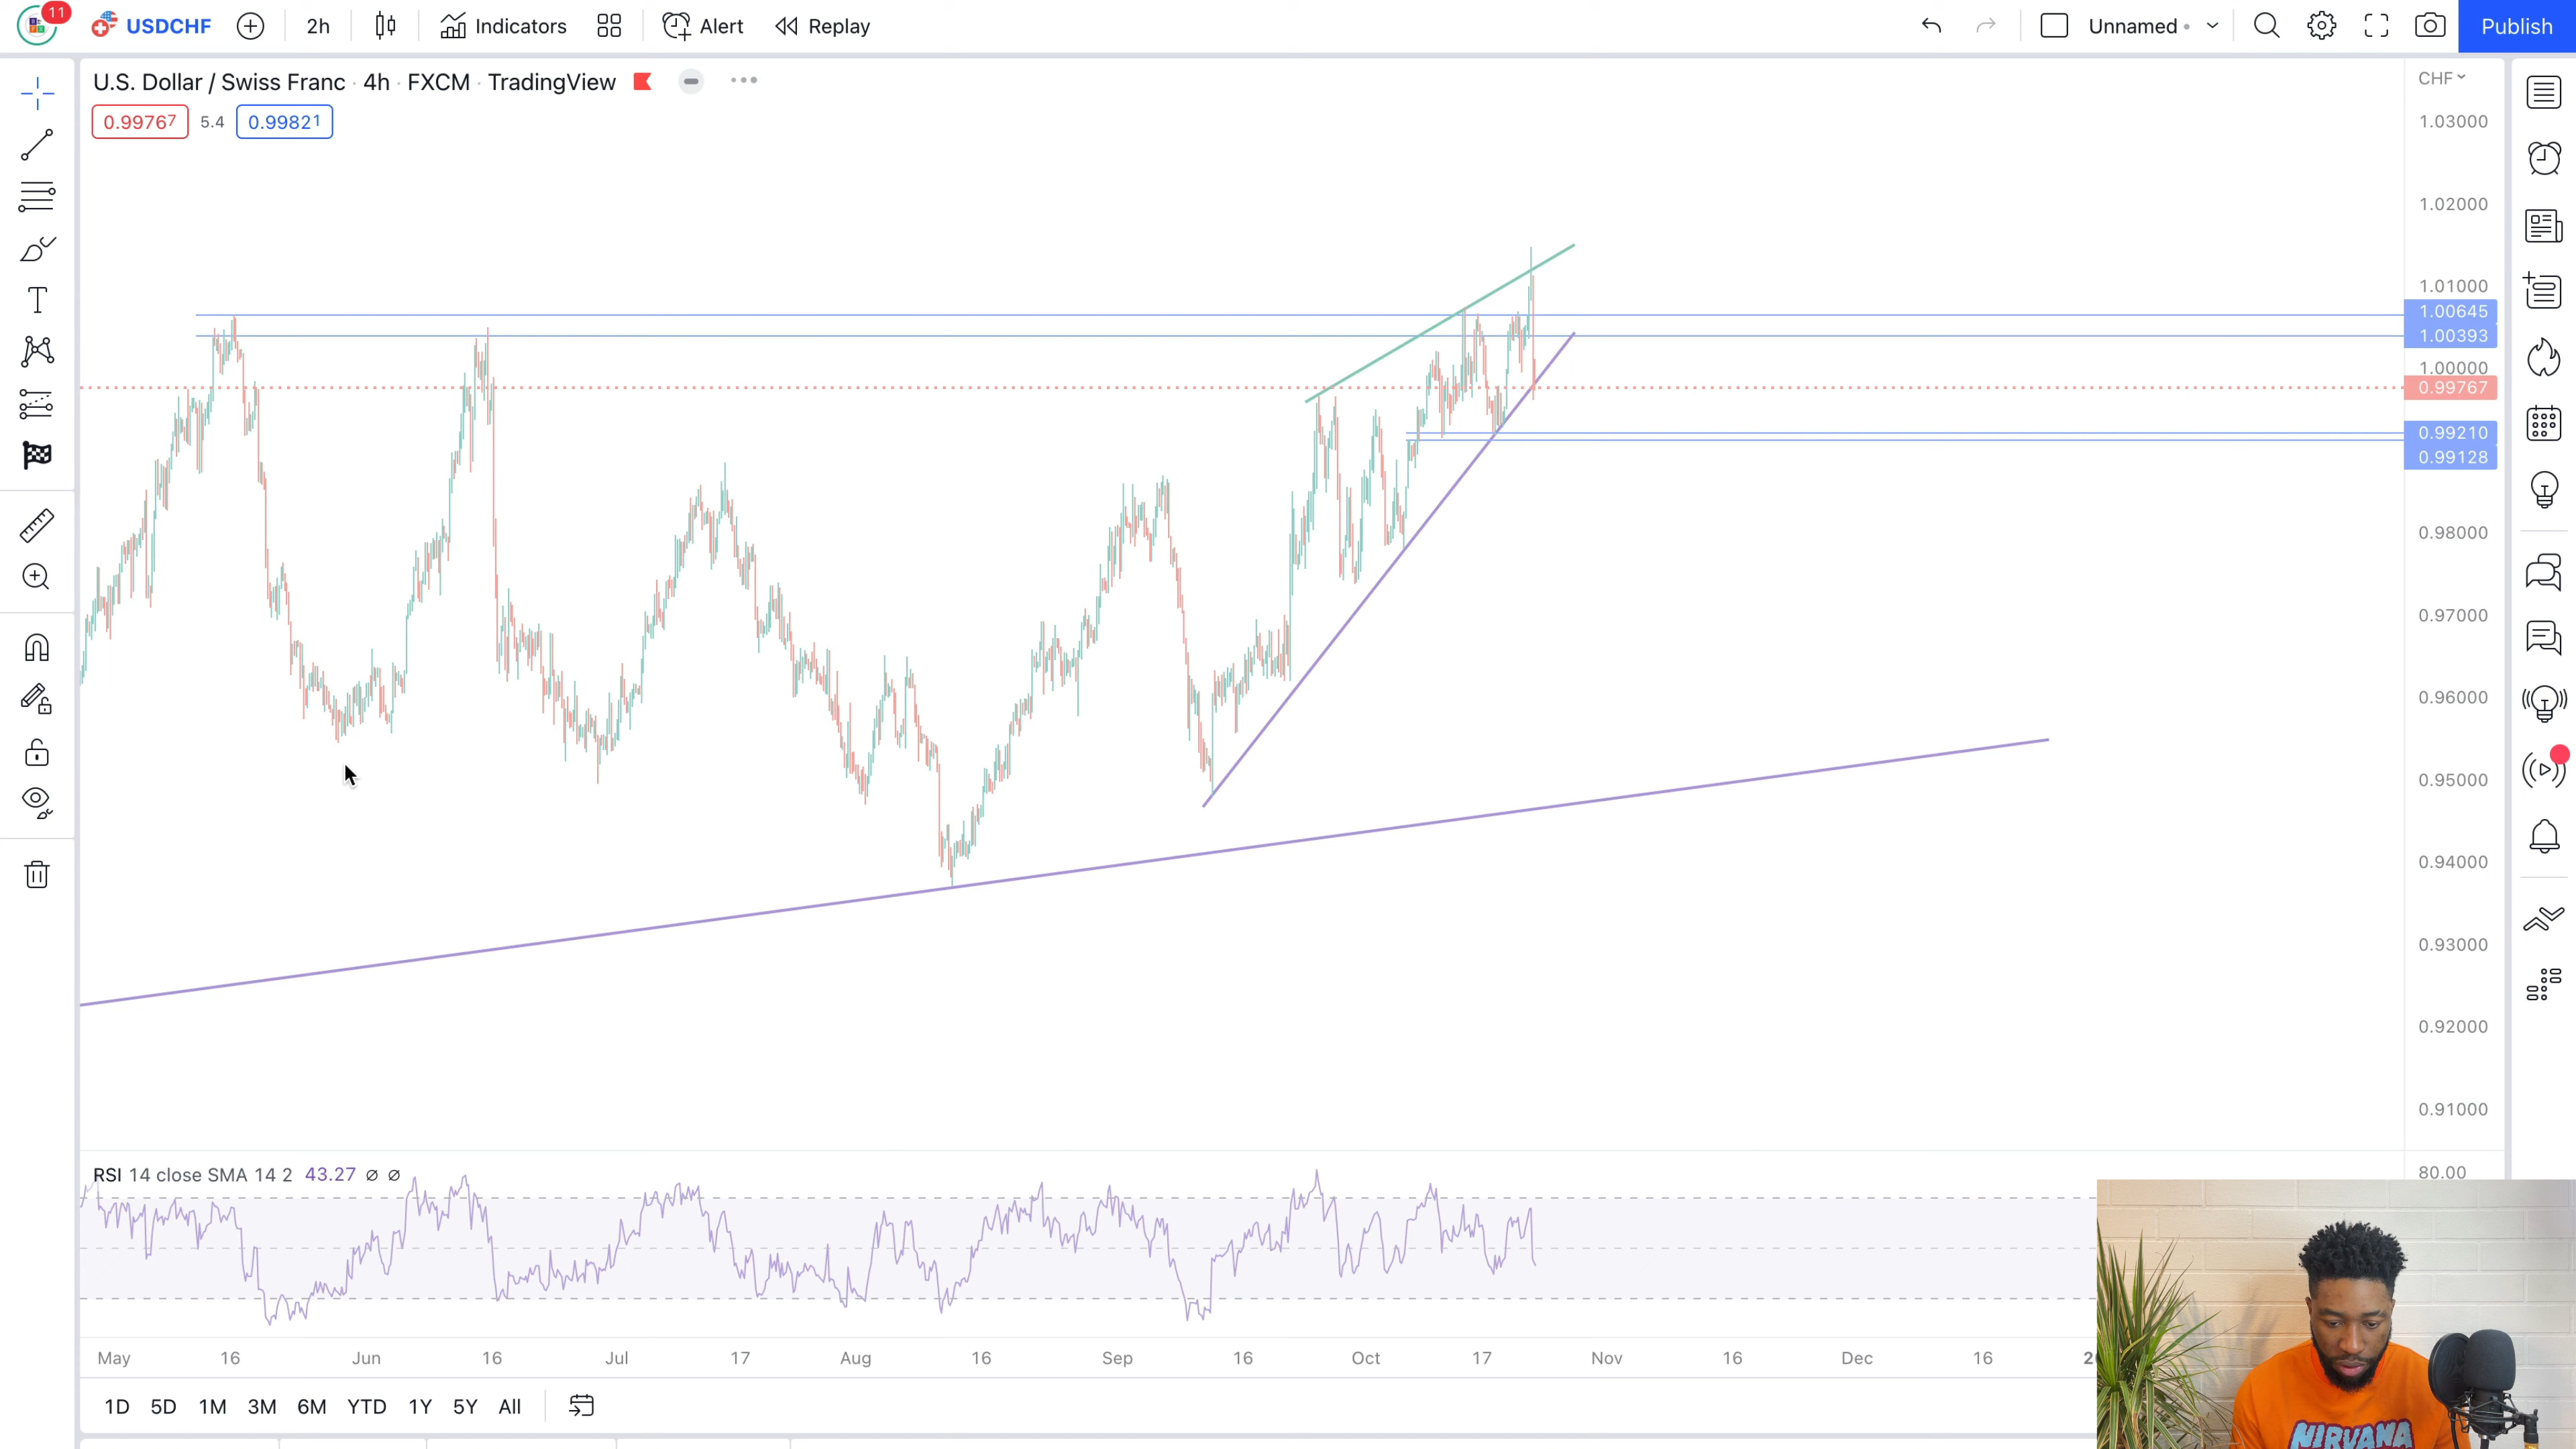 11
USDCHF 2h Indicators Alert Replay Unnamed Publish
U.S. Dollar / Swiss Franc · 4h · FXCM · TradingView
0.99767 5.4 0.99821
CHF
1.03000
1.02000
1.01000
1.00645
1.00393
1.00000
0.99767
0.99210
0.99128
0.98000
0.97000
0.96000
0.95000
0.94000
0.93000
0.92000
0.91000
RSI 14 close SMA 14 2 43.27 ∅ ∅
80.00
May 16 Jun 16 Jul 17 Aug 16 Sep 16 Oct 17 Nov 16 Dec 16 2
1D 5D 1M 3M 6M YTD 1Y 5Y All
NIRVANA